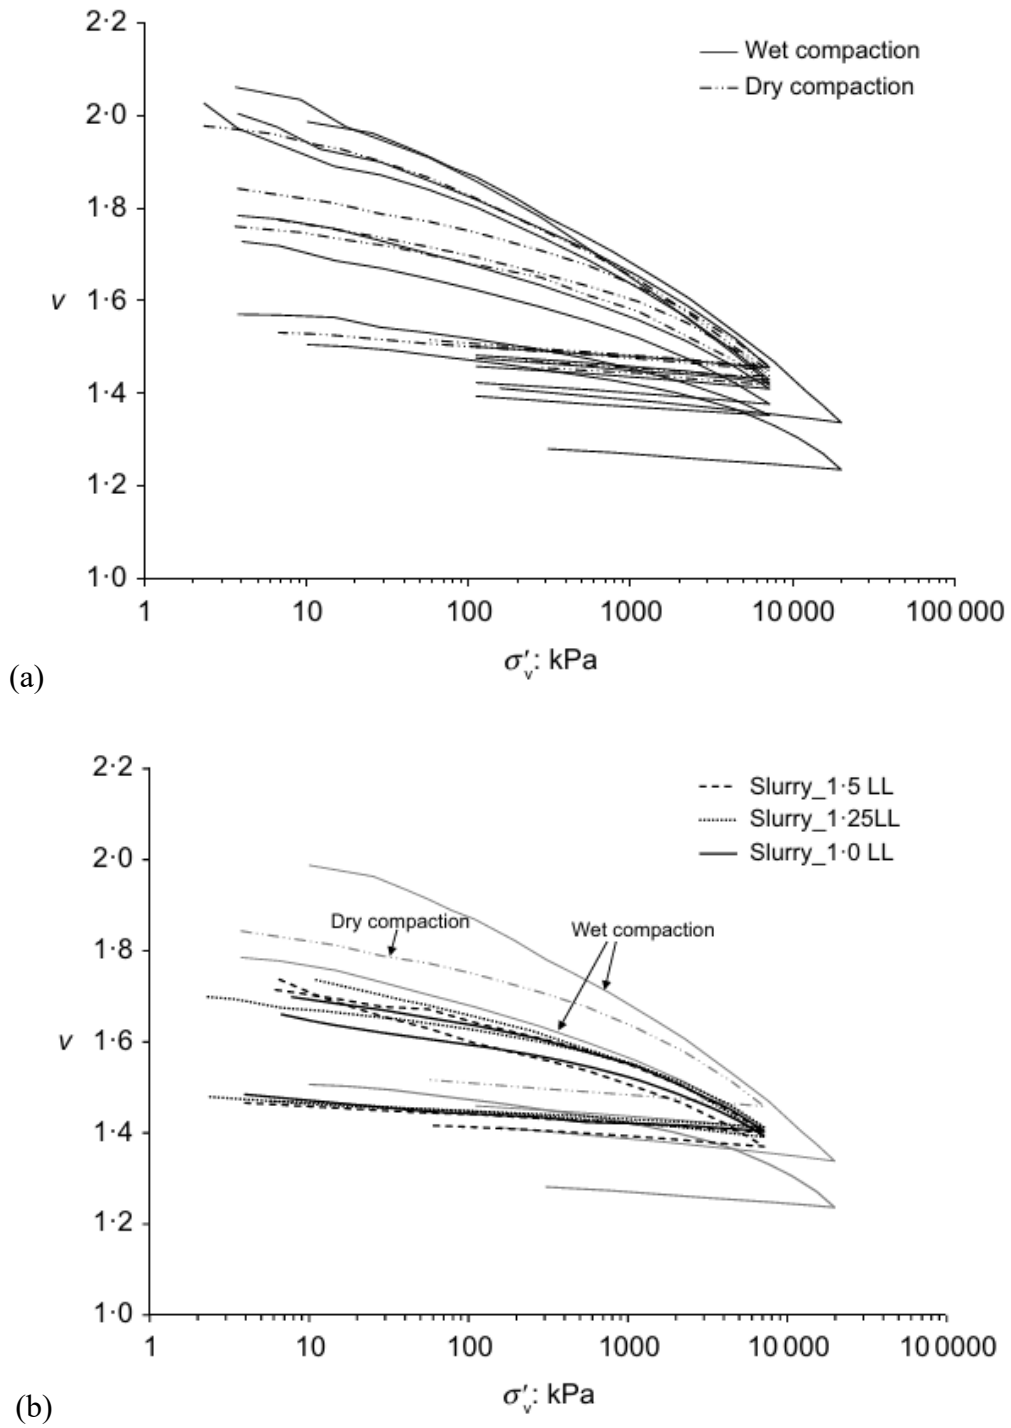 2·2
Wet compaction
Dry compaction
2·0
1·8
v 1·6
1·4
1·2
1·0
1 10 100 1000 10 000 100 000
σ′v: kPa
(a)
2·2
Slurry_1·5 LL
Slurry_1·25LL
Slurry_1·0 LL
2·0
Dry compaction
Wet compaction
1·8
v 1·6
1·4
1·2
1·0
1 10 100 1000 10 000 100 000
σ′v: kPa
(b)